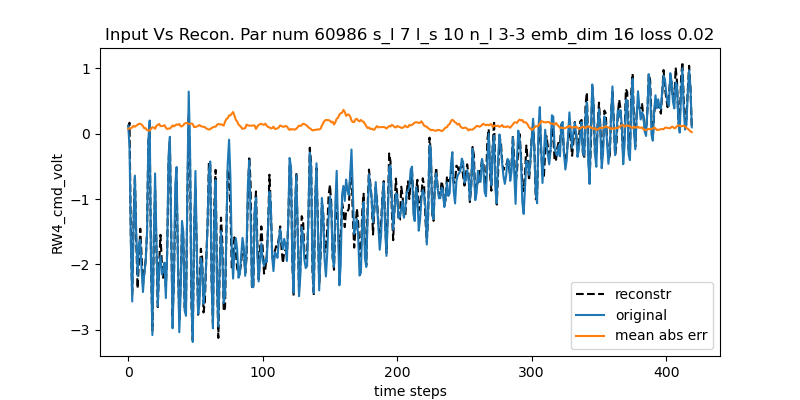 Input Vs Recon. Par num 60986 s_l 7 l_s 10 n_l 3-3 emb_dim 16 loss 0.02
1
0
−1
−2
−3
RW4_cmd_volt
reconstr
original
mean abs err
0
100
200
300
400
time steps